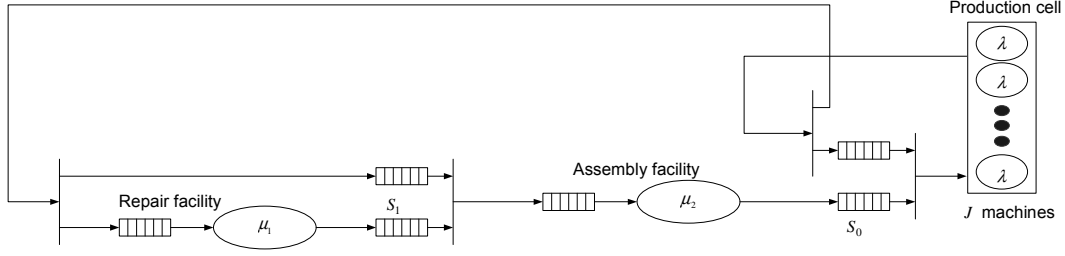 Production cell
λ
λ
Assembly facility
λ
Repair facility
S₁
μ₂
μ₁
S₀
J machines